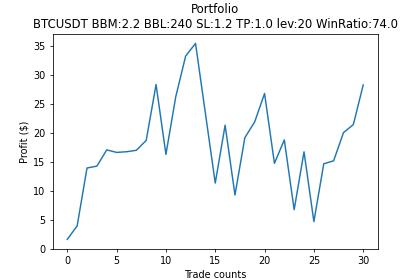 Portfolio
BTCUSDT BBM:2.2 BBL:240 SL:1.2 TP:1.0 lev:20 WinRatio:74.0
35
30
25
20
15
10
5
0
Profit ($)
0 5 10 15 20 25 30
Trade counts